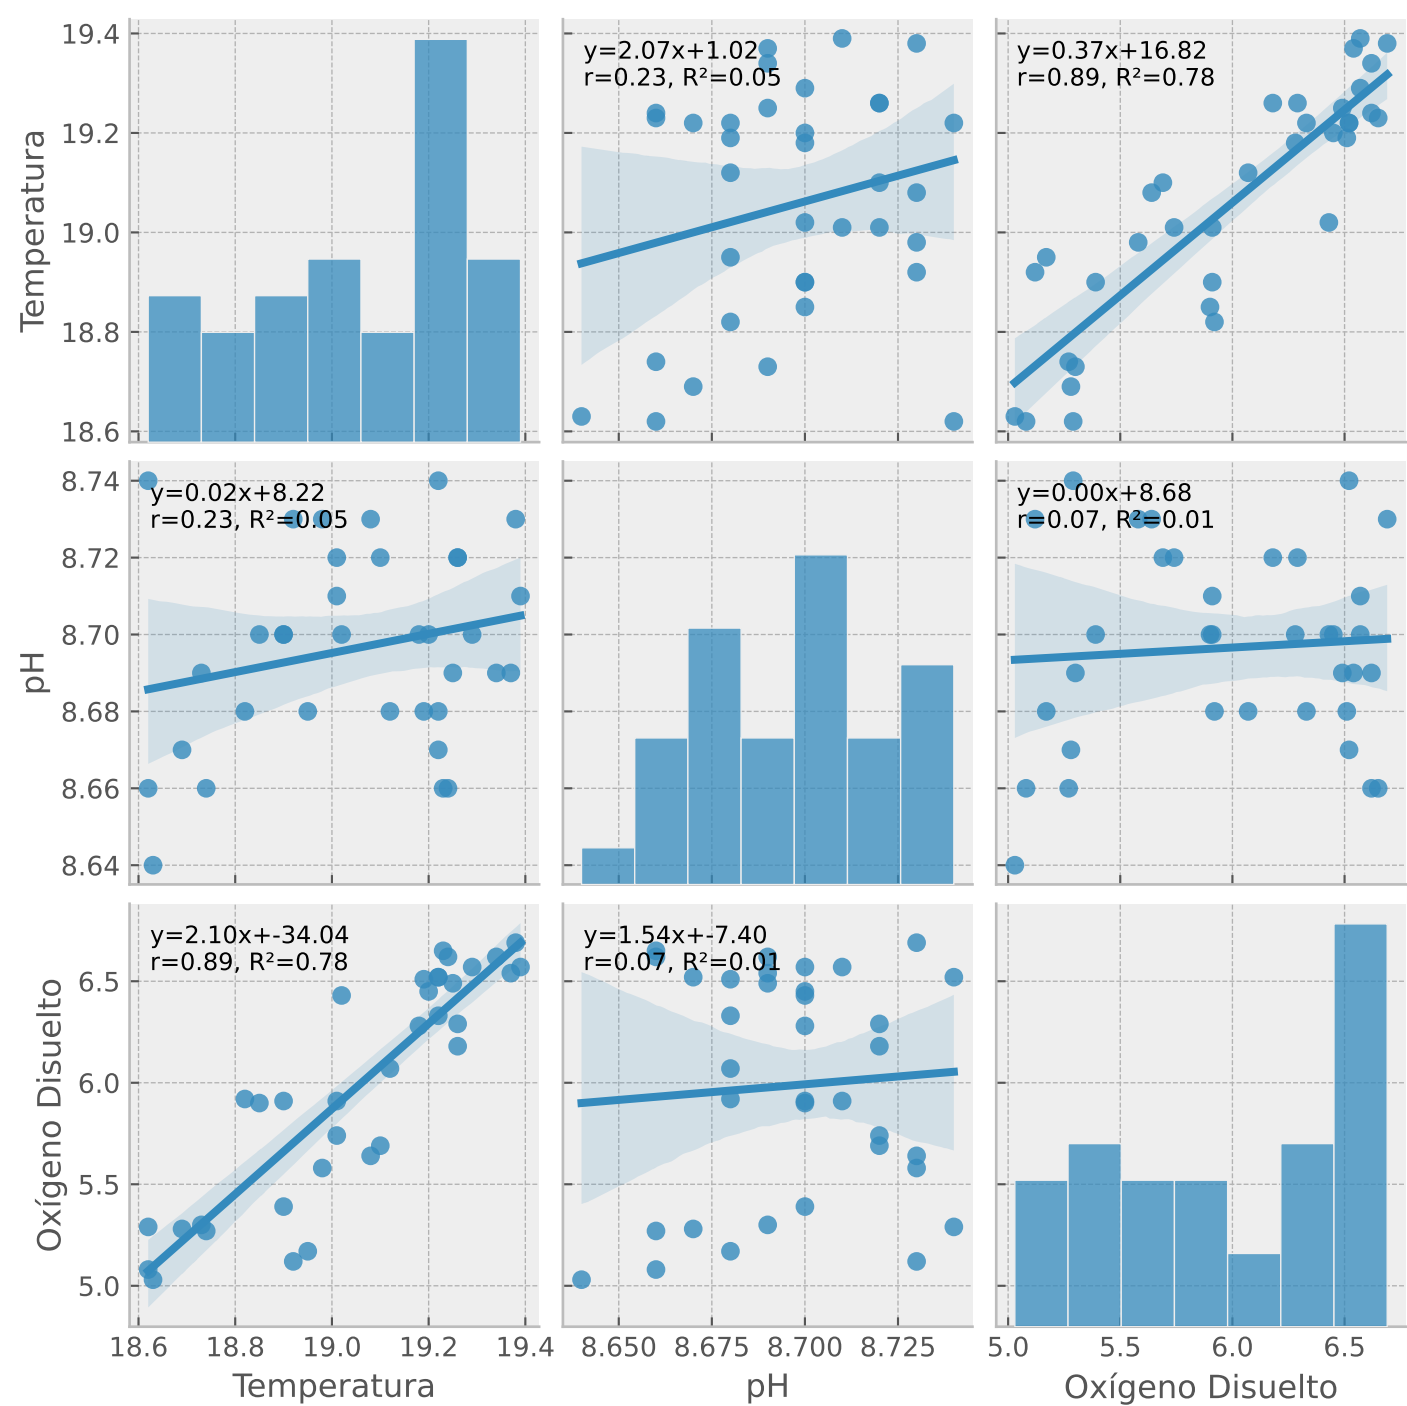 19.4
19.2
19.0
18.8
18.6
Temperatura
y=2.07x+1.02
r=0.23, R²=0.05
y=0.37x+16.82
r=0.89, R²=0.78
8.74
8.72
8.70
8.68
8.66
8.64
pH
y=0.02x+8.22
r=0.23, R²=0.05
y=0.00x+8.68
r=0.07, R²=0.01
6.5
6.0
5.5
5.0
Oxígeno Disuelto
y=2.10x+-34.04
r=0.89, R²=0.78
y=1.54x+-7.40
r=0.07, R²=0.01
18.6 18.8 19.0 19.2 19.4
8.650 8.675 8.700 8.725
5.0 5.5 6.0 6.5
Temperatura
pH
Oxígeno Disuelto